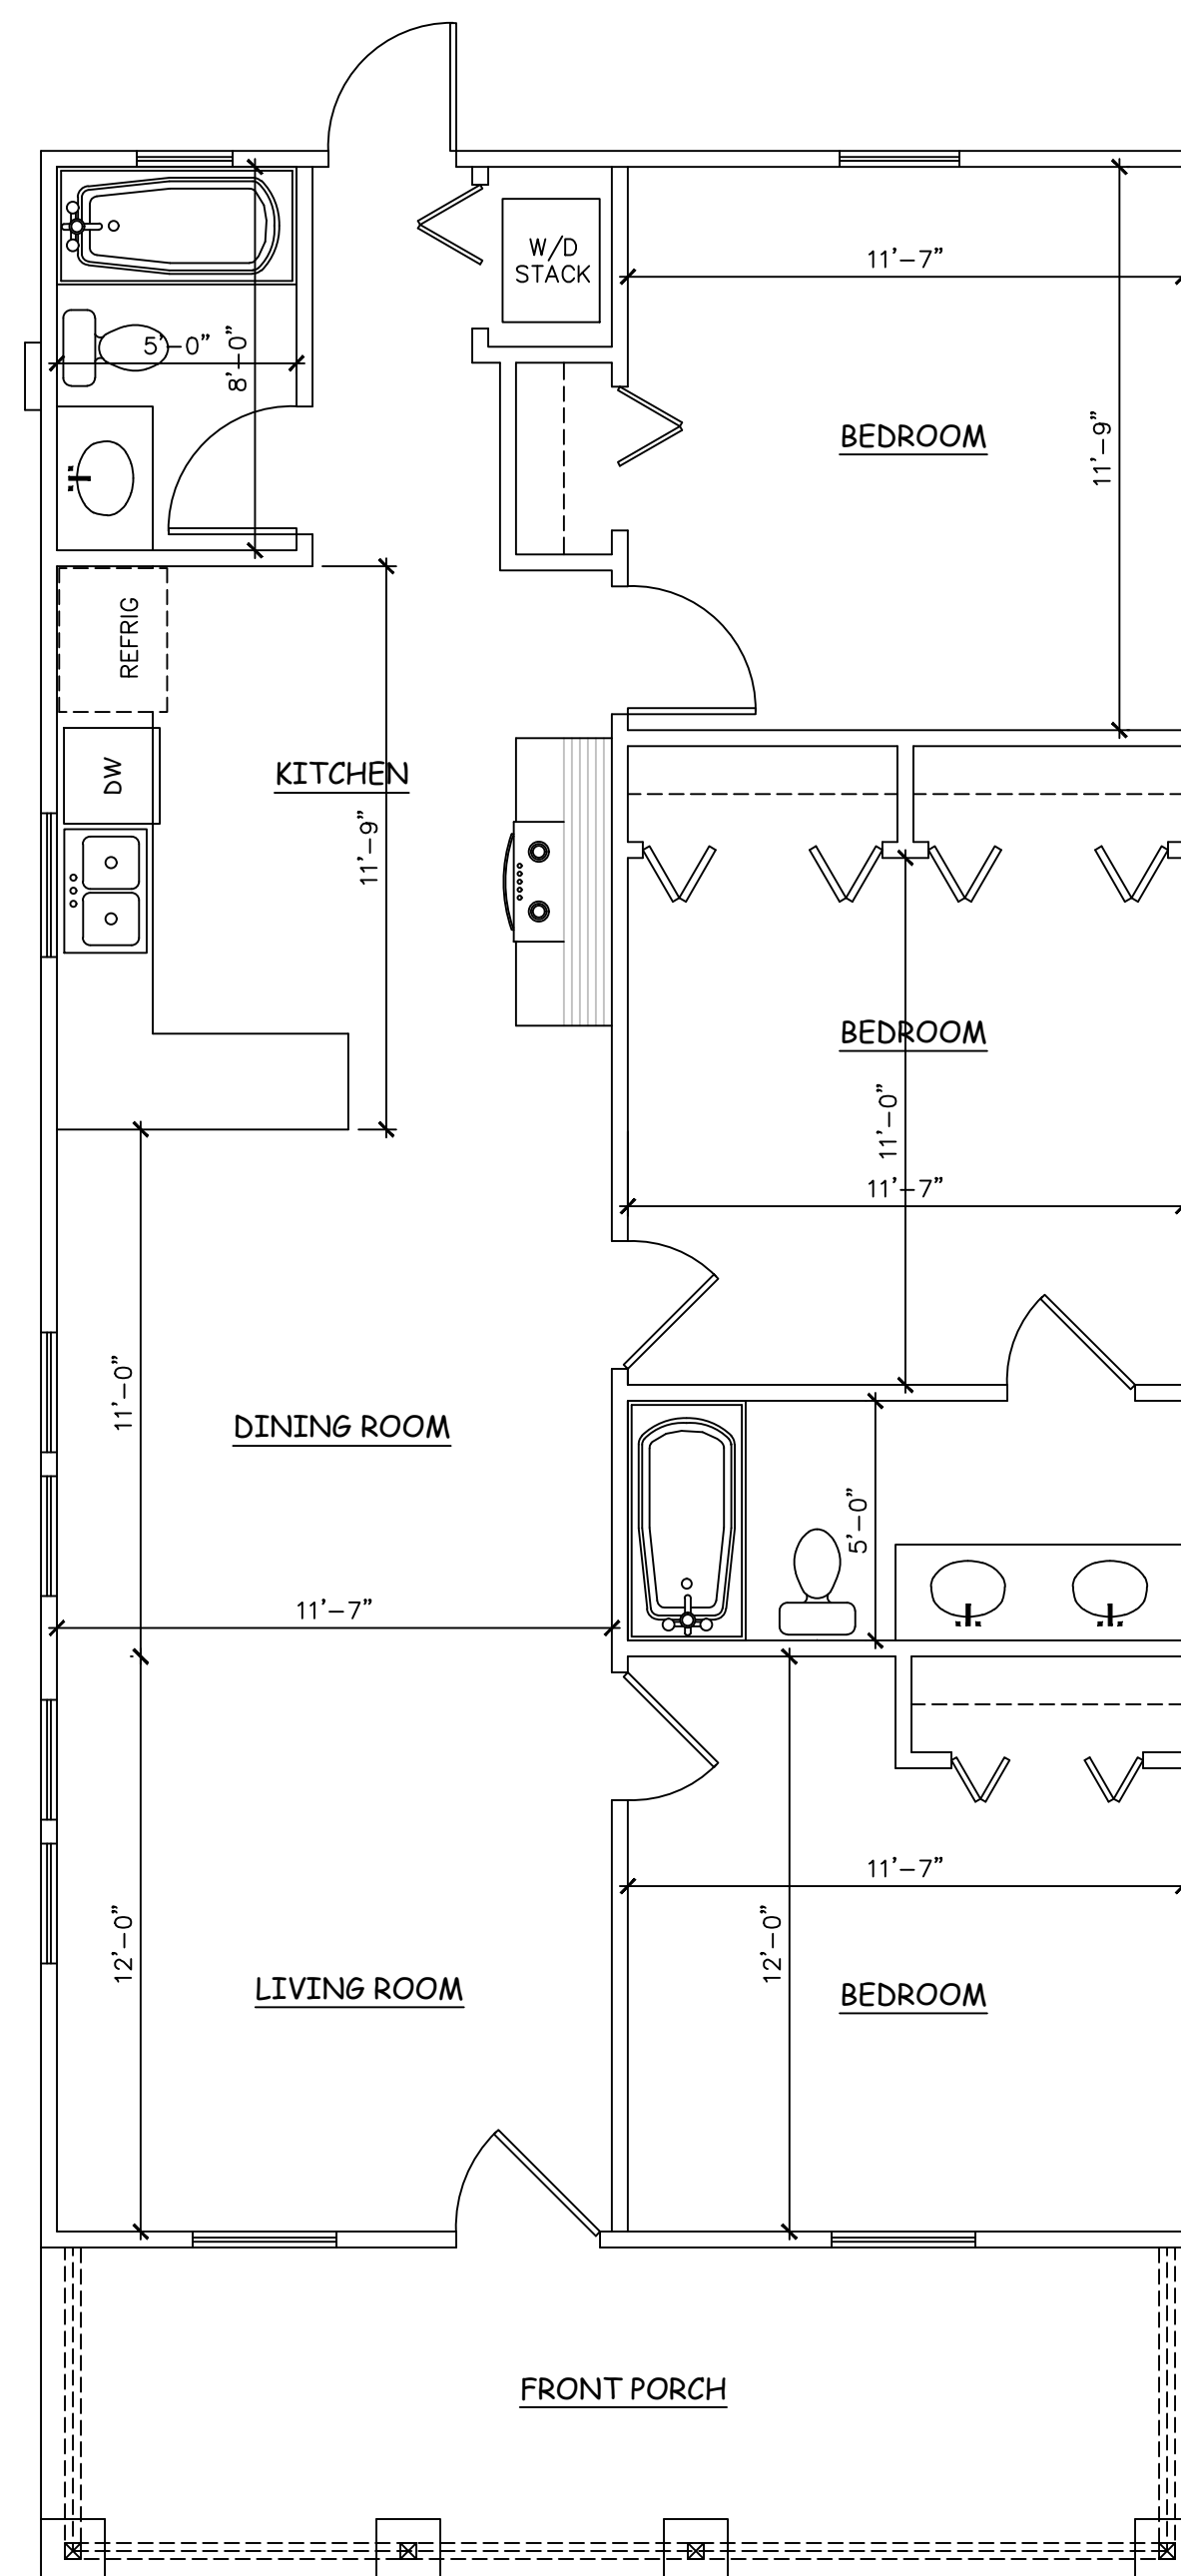 W/D
STACK
11'-7"
5'-0"
8'-0"
BEDROOM
11'-9"
REFRIG
DW
KITCHEN
11'-9"
BEDROOM
11'-0"
11'-7"
11'-0"
DINING ROOM
5'-0"
11'-7"
11'-7"
12'-0"
12'-0"
LIVING ROOM
BEDROOM
FRONT PORCH